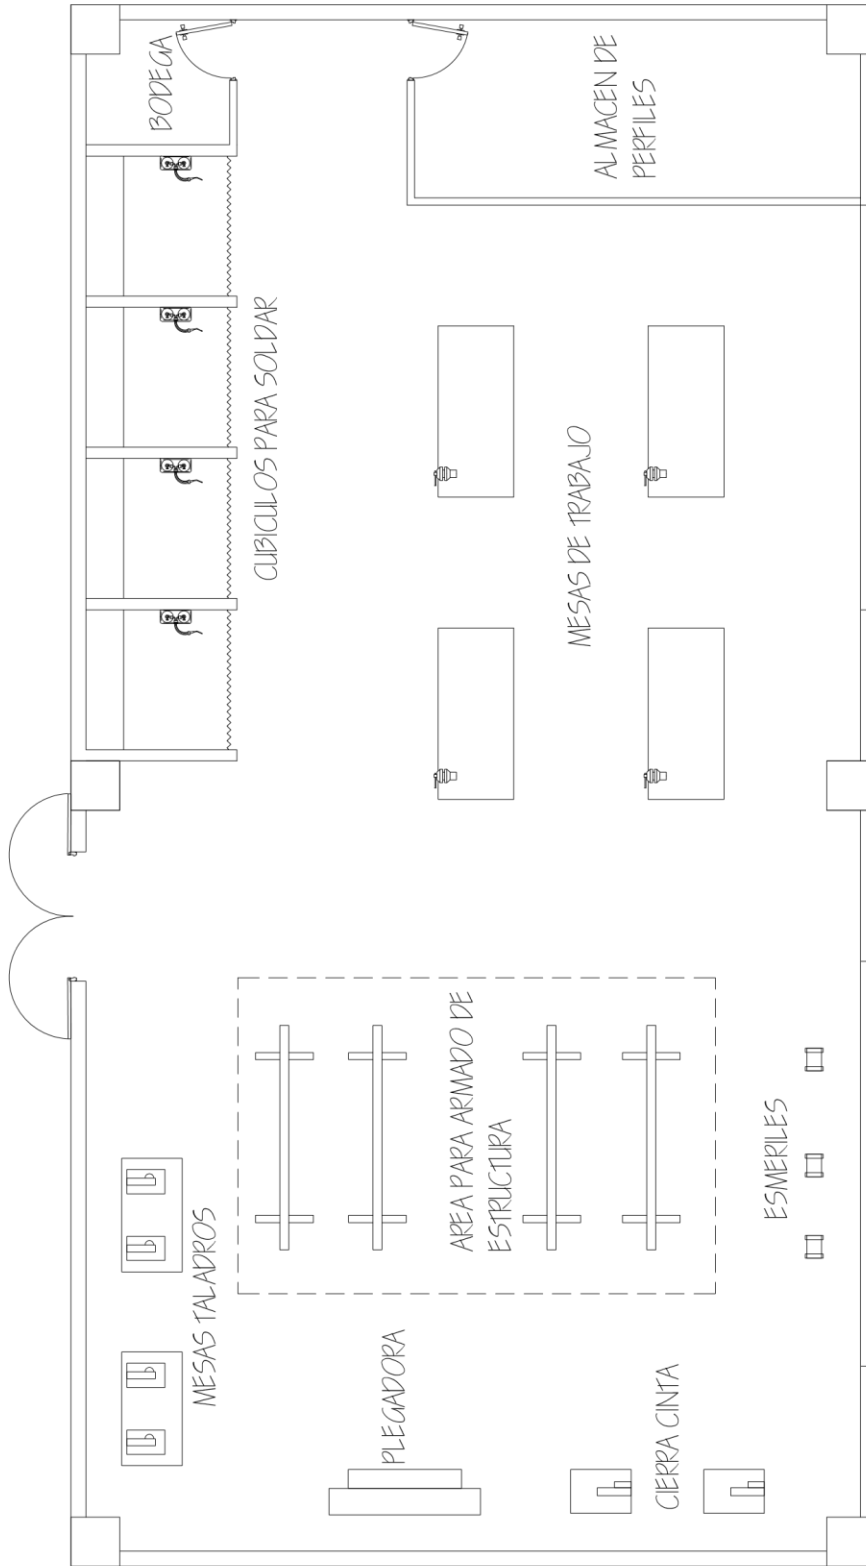 BODEGA
ALMACEN DE
PERFILES
CUBICULOS PARA SOLDAR
MESAS DE TRABAJO
AREA PARA ARMADO DE
ESTRUCTURA
ESMERILES
MESAS TALADROS
PLEGADORA
CIERRA CINTA